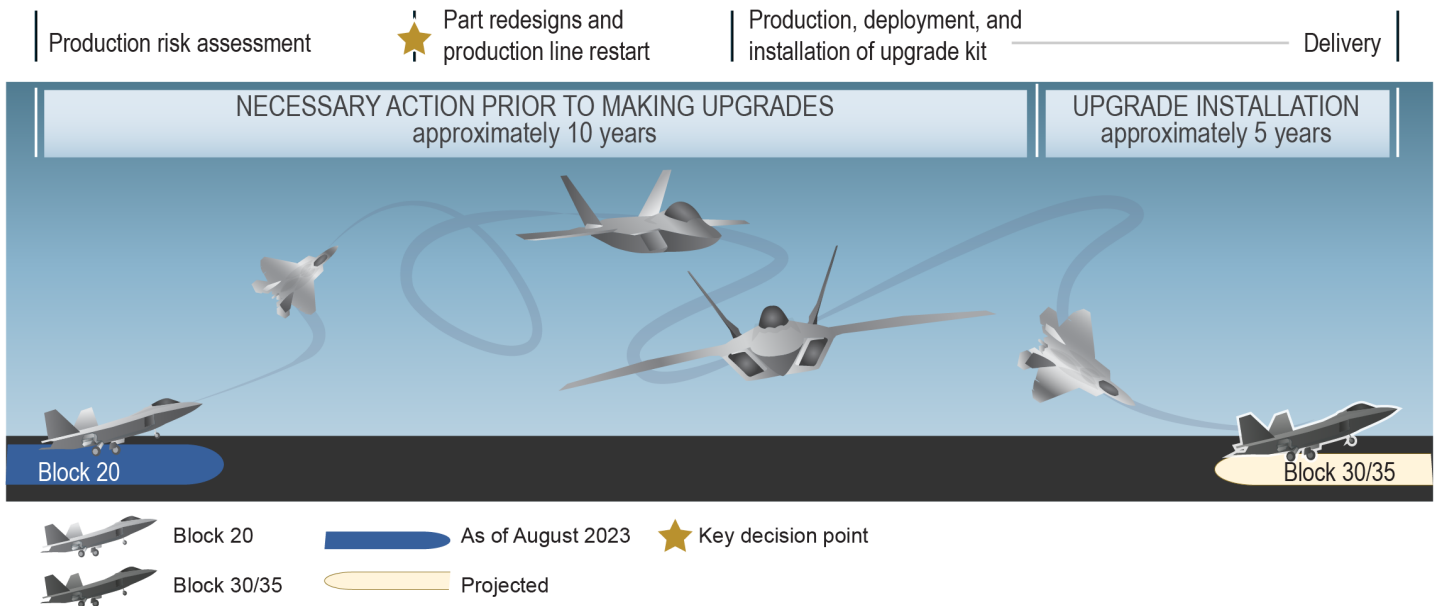 Production risk assessment
Part redesigns and
production line restart
Production, deployment, and
installation of upgrade kit
Delivery
NECESSARY ACTION PRIOR TO MAKING UPGRADES
approximately 10 years
UPGRADE INSTALLATION
approximately 5 years
Block 20
Block 30/35
Block 20
As of August 2023
Key decision point
Block 30/35
Projected